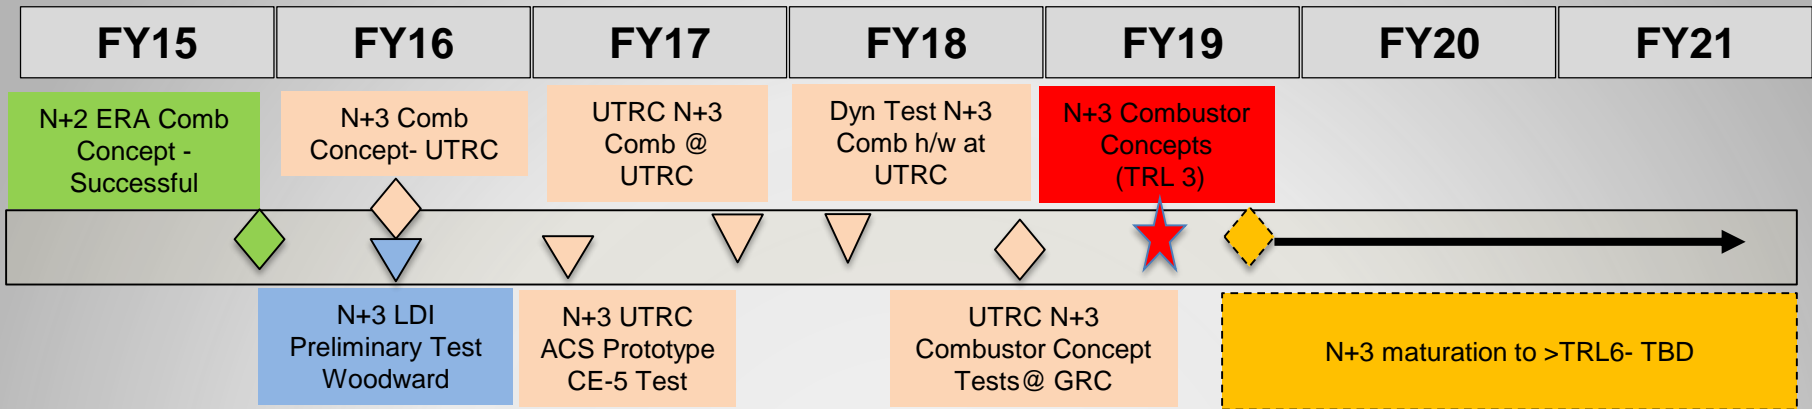 FY15 FY16 FY17 FY18 FY19 FY20 FY21
N+2 ERA Comb
Concept -
Successful
N+3 Comb
Concept- UTRC
UTRC N+3
Comb @
UTRC
Dyn Test N+3
Comb h/w at
UTRC
N+3 Combustor
Concepts
(TRL 3)
N+3 LDI
Preliminary Test
Woodward
N+3 UTRC
ACS Prototype
CE-5 Test
UTRC N+3
Combustor Concept
Tests@ GRC
N+3 maturation to >TRL6- TBD